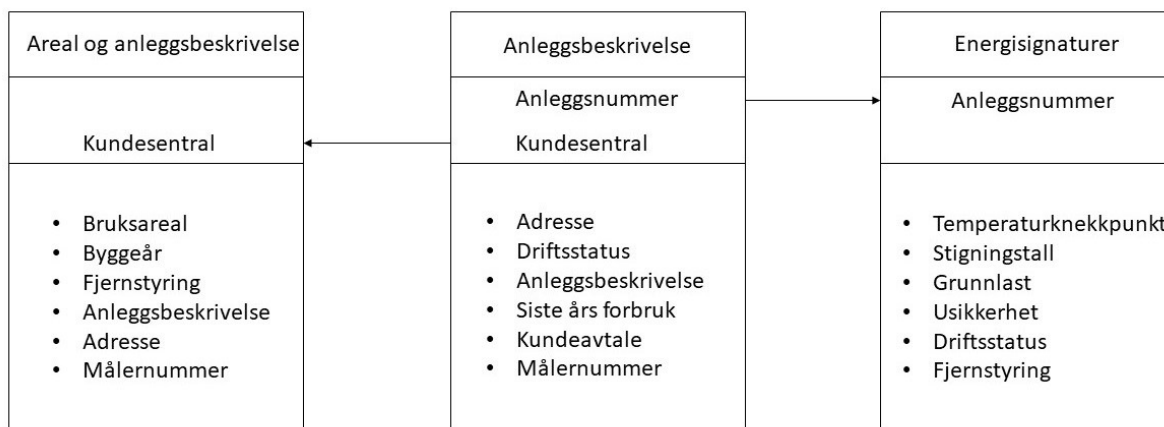 Areal og anleggsbeskrivelse
Kundesentral
• Bruksareal
• Byggeår
• Fjernstyring
• Anleggsbeskrivelse
• Adresse
• Målernummer
Anleggsbeskrivelse
Anleggsnummer
Kundesentral
• Adresse
• Driftsstatus
• Anleggsbeskrivelse
• Siste års forbruk
• Kundeavtale
• Målernummer
Energisignaturer
Anleggsnummer
• Temperaturknekkpunkt
• Stigningstall
• Grunnlast
• Usikkerhet
• Driftsstatus
• Fjernstyring